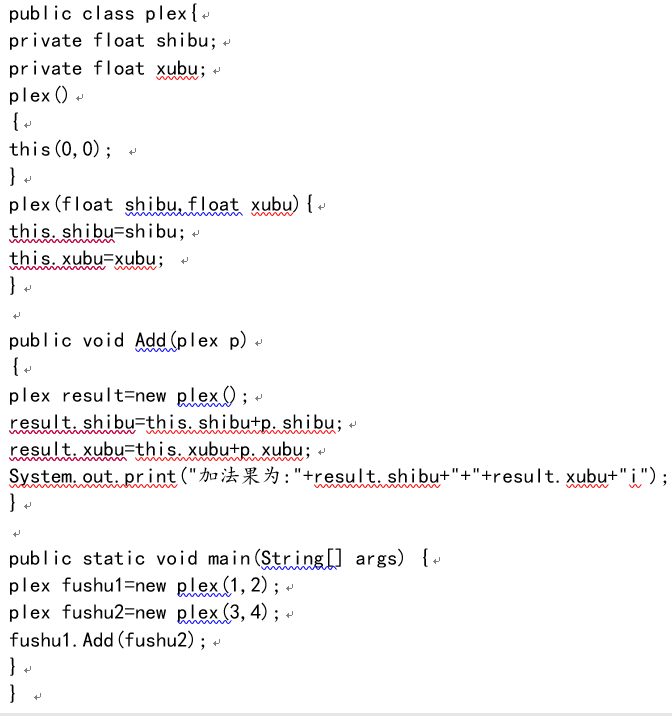 public class plex{
private float shibu;
private float xubu;
plex()
{
this(0,0);
}
plex(float shibu,float xubu){
this.shibu=shibu;
this.xubu=xubu;
}
public void Add(plex p)
{
plex result=new plex();
result.shibu=this.shibu+p.shibu;
result.xubu=this.xubu+p.xubu;
System.out.print("加法果为:"+result.shibu+"+"+result.xubu+"i");
}
public static void main(String[] args) {
plex fushu1=new plex(1,2);
plex fushu2=new plex(3,4);
fushu1.Add(fushu2);
}
}